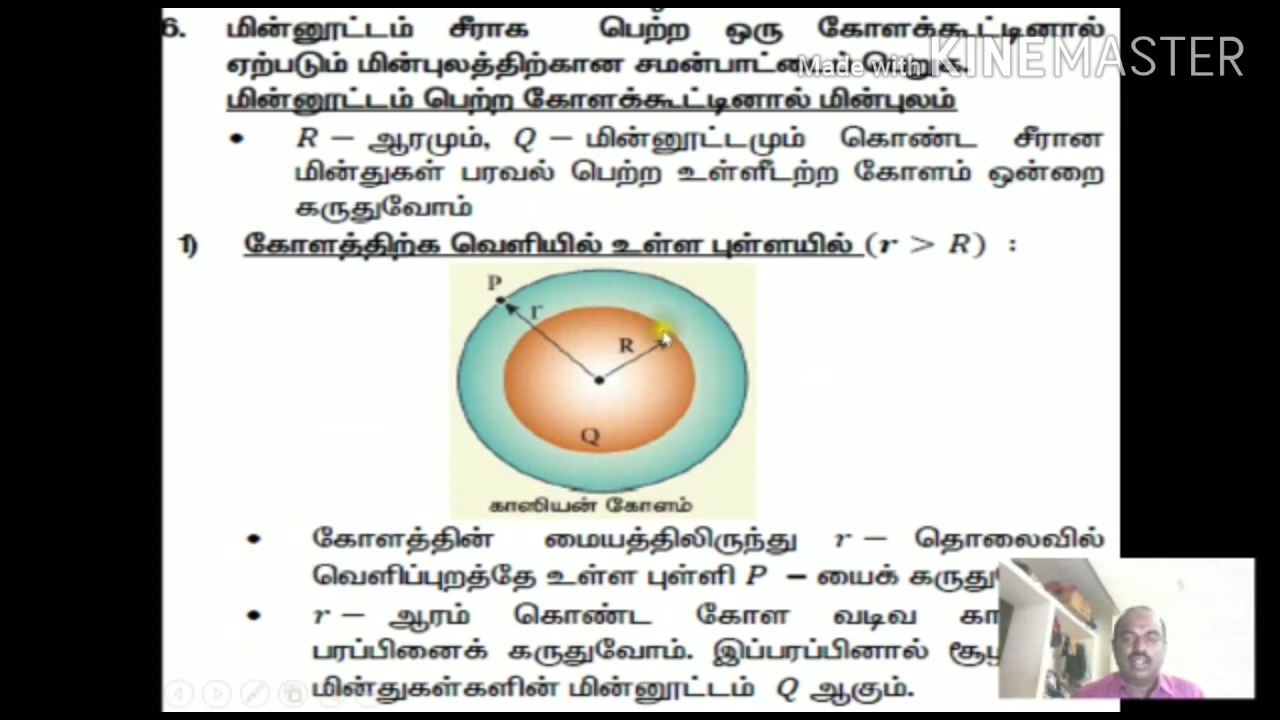 6. மின்னூட்டம் சீராக பெற்ற ஒரு கோளக்கூட்டினால்
ஏற்படும் மின்புலத்திற்கான சமன்பாட்டை
Made with KINEMASTER
மின்னூட்டம் பெற்ற கோளக்கூட்டினால் மின்புலம்
• R – ஆரமும், Q – மின்னூட்டமும் கொண்ட சீரான
மின்துகள் பரவல் பெற்ற உள்ளீடற்ற கோளம் ஒன்றை
கருதுவோம்
1) கோளத்திற்க வெளியில் உள்ள புள்ளயில் (r > R) :
P
r
R
Q
காஸியன் கோளம்
• கோளத்தின் மையத்திலிருந்து r – தொலைவில்
வெளிப்புறத்தே உள்ள புள்ளி P – யைக்
• r – ஆரம் கொண்ட கோள வடிவ
பரப்பினைக் கருதுவோம். இப்பரப்பினால்
மின்துகள்களின் மின்னூட்டம் Q ஆகும்.